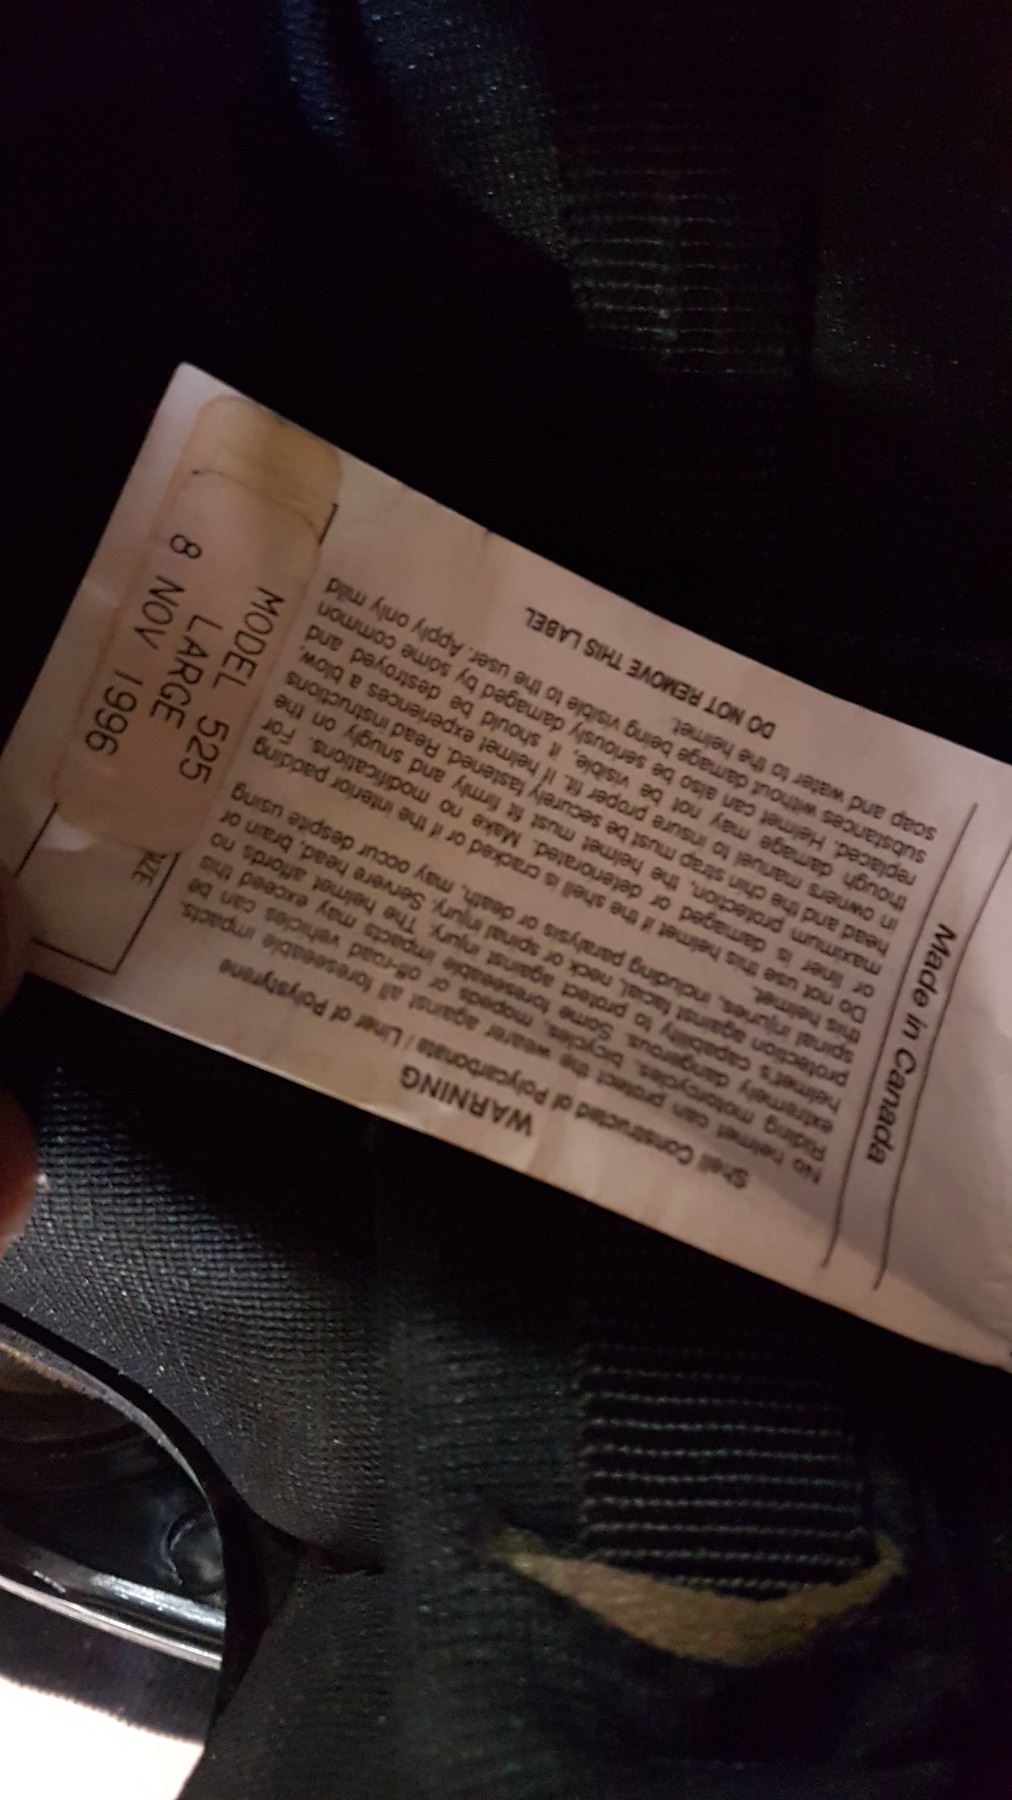 Made in Canada
Shell Constructed of Polycarbonate / Liner of Polystyrene
WARNING
No helmet can protect the wearer against all foreseeable impacts.
Riding motorcycles, bicycles, mopeds or off-road vehicles can be
extremely dangerous. Some foreseeable impacts may exceed this
helmet's capability to protect against injury. The helmet affords no
protection against neck or spinal injury. Servere head, brain or
spinal injuries, including facial, paralysis or death, may occur despite using
this helmet.
Do not use this helmet if the shell is cracked or if the interior padding
or liner is damaged or deteriorated. Make no modifications. For
maximum protection, the helmet must fit firmly and snugly on the
head and the chin strap must be securely fastened. Read instructions
in owners manuel to insure proper fit. If helmet experiences a blow,
though damage may not be visible, it should be destroyed and
replaced. Helmet can also be seriously damaged by some common
substances without damage being visible to the user. Apply only mild
soap and water to the helmet.
DO NOT REMOVE THIS LABEL
MODEL 525
LARGE
8 NOV 1996